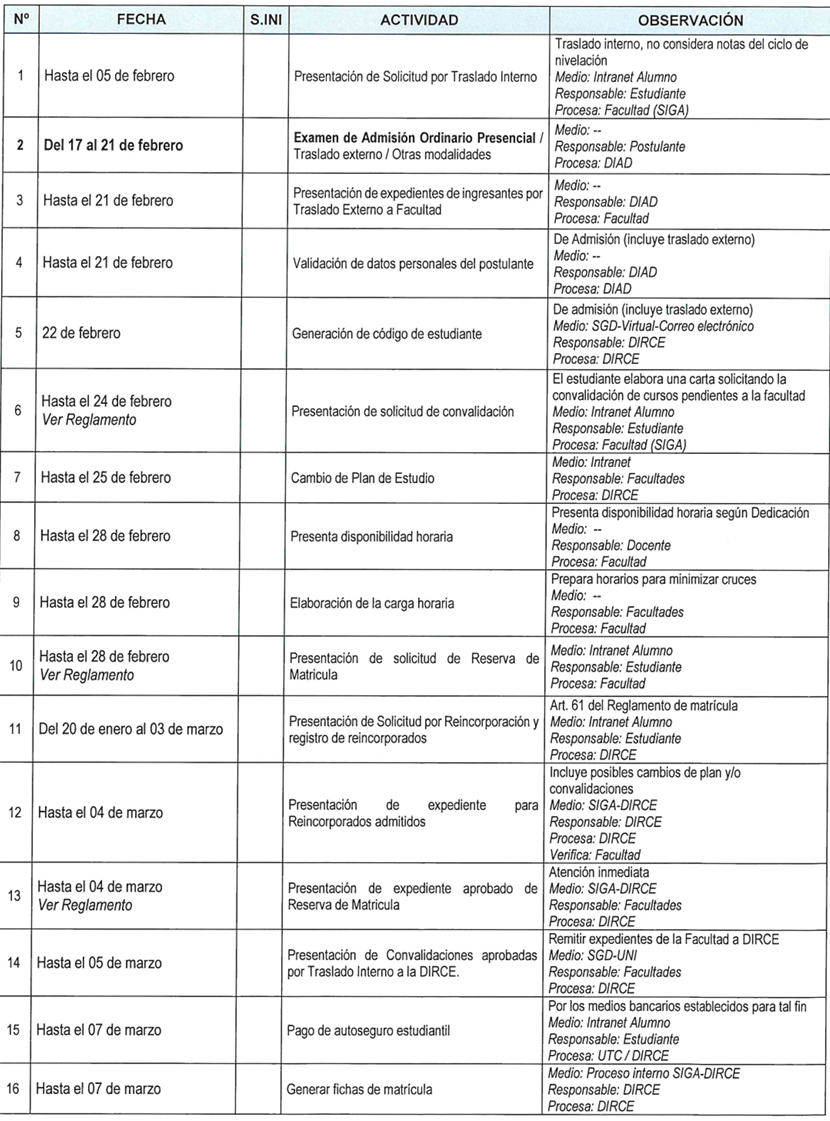 Nº FECHA S.INI ACTIVIDAD OBSERVACIÓN
1 Hasta el 05 de febrero Presentación de Solicitud por Traslado Interno
Traslado interno, no considera notas del ciclo de
nivelación
Medio: Intranet Alumno
Responsable: Estudiante
Procesa: Facultad (SIGA)
2 Del 17 al 21 de febrero
Examen de Admisión Ordinario Presencial /
Traslado externo / Otras modalidades
Medio: --
Responsable: Postulante
Procesa: DIAD
3 Hasta el 21 de febrero
Presentación de expedientes de ingresantes por
Traslado Externo a Facultad
Medio: --
Responsable: DIAD
Procesa: Facultad
4 Hasta el 21 de febrero Validación de datos personales del postulante
De Admisión (incluye traslado externo)
Medio: --
Responsable: DIAD
Procesa: DIAD
5 22 de febrero Generación de código de estudiante
De admisión (incluye traslado externo)
Medio: SGD-Virtual-Correo electrónico
Responsable: DIRCE
Procesa: DIRCE
6 Hasta el 24 de febrero
Ver Reglamento
Presentación de solicitud de convalidación
El estudiante elabora una carta solicitando la
convalidación de cursos pendientes a la facultad
Medio: Intranet Alumno
Responsable: Estudiante
Procesa: Facultad (SIGA)
7 Hasta el 25 de febrero Cambio de Plan de Estudio
Medio: Intranet
Responsable: Facultades
Procesa: DIRCE
8 Hasta el 28 de febrero Presenta disponibilidad horaria
Presenta disponibilidad horaria según Dedicación
Medio: --
Responsable: Docente
Procesa: Facultad
9 Hasta el 28 de febrero Elaboración de la carga horaria
Prepara horarios para minimizar cruces
Medio: --
Responsable: Facultades
Procesa: Facultad
10 Hasta el 28 de febrero
Ver Reglamento
Presentación de solicitud de Reserva de
Matricula
Medio: Intranet Alumno
Responsable: Estudiante
Procesa: Facultad
11 Del 20 de enero al 03 de marzo
Presentación de Solicitud por Reincorporación y
registro de reincorporados
Art. 61 del Reglamento de matrícula
Medio: Intranet Alumno
Responsable: Estudiante
Procesa: DIRCE
12 Hasta el 04 de marzo
Presentación de expediente para
Reincorporados admitidos
Incluye posibles cambios de plan y/o
convalidaciones
Medio: SIGA-DIRCE
Responsable: DIRCE
Procesa: DIRCE
Verifica: Facultad
13 Hasta el 04 de marzo
Ver Reglamento
Presentación de expediente aprobado de
Reserva de Matricula
Atención inmediata
Medio: SIGA-DIRCE
Responsable: Facultades
Procesa: DIRCE
14 Hasta el 05 de marzo
Presentación de Convalidaciones aprobadas
por Traslado Interno a la DIRCE.
Remitir expedientes de la Facultad a DIRCE
Medio: SGD-UNI
Responsable: Facultades
Procesa: DIRCE
15 Hasta el 07 de marzo Pago de autoseguro estudiantil
Por los medios bancarios establecidos para tal fin
Medio: Intranet Alumno
Responsable: Estudiante
Procesa: UTC / DIRCE
16 Hasta el 07 de marzo Generar fichas de matrícula
Medio: Proceso interno SIGA-DIRCE
Responsable: DIRCE
Procesa: DIRCE